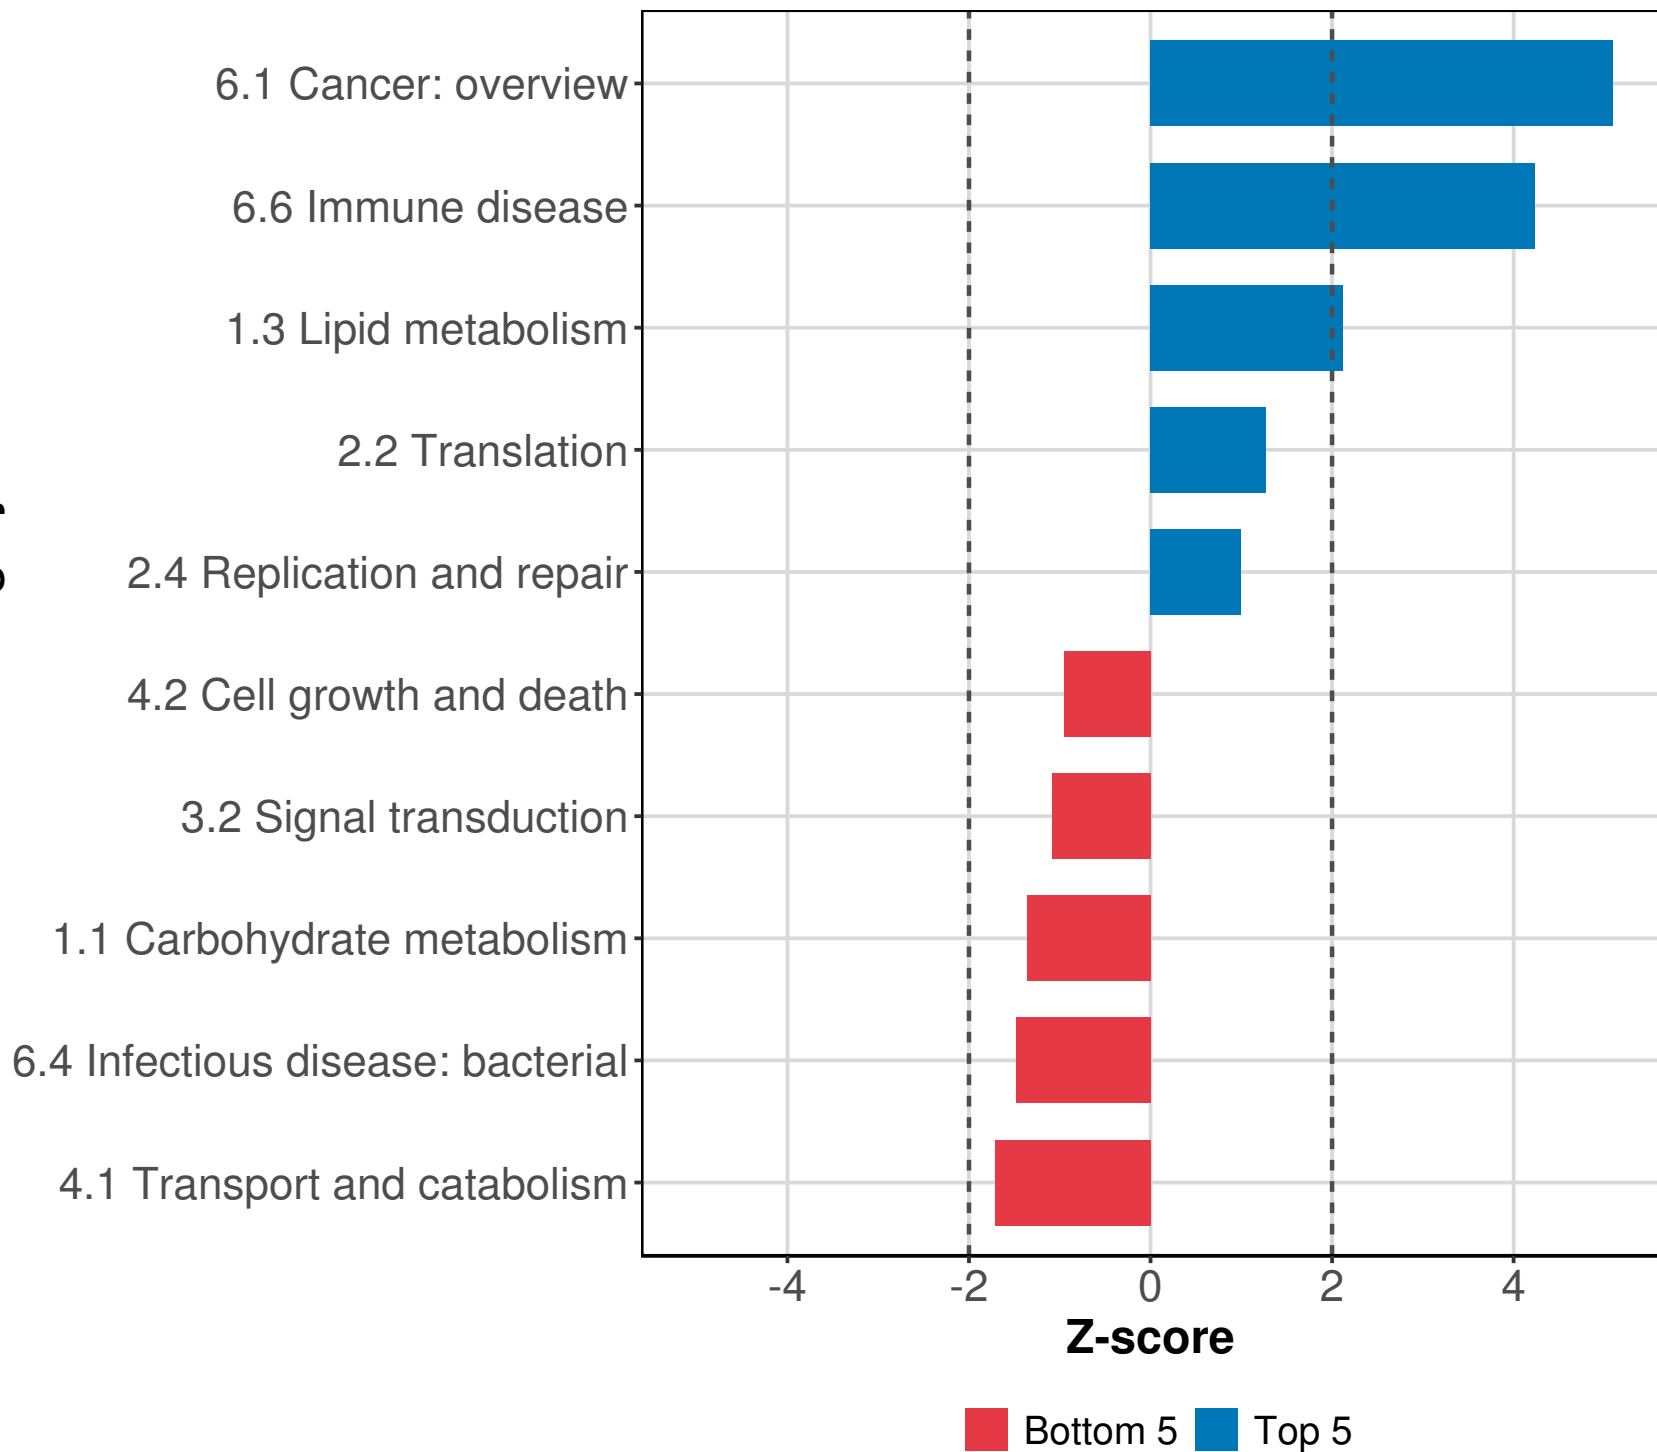 6.1 Cancer: overview
6.6 Immune disease
1.3 Lipid metabolism
2.2 Translation
2.4 Replication and repair
4.2 Cell growth and death
3.2 Signal transduction
1.1 Carbohydrate metabolism
6.4 Infectious disease: bacterial
4.1 Transport and catabolism
-4 -2 0 2 4
Z-score
Bottom 5 Top 5